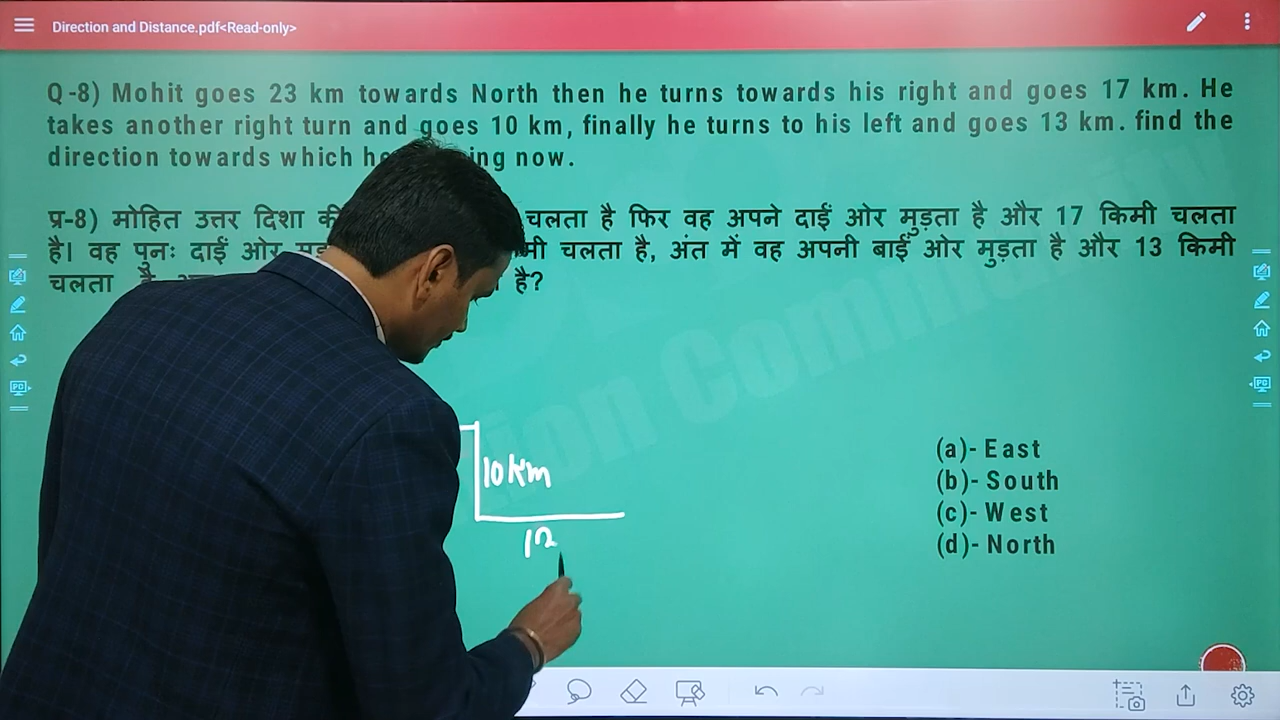 Direction and Distance.pdf<Read-only>
Q-8) Mohit goes 23 km towards North then he turns towards his right and goes 17 km. He
takes another right turn and goes 10 km, finally he turns to his left and goes 13 km. find the
direction towards which now.
प्र-8) मोहित उत्तर दिशा चलता है फिर वह अपने दाईं ओर मुड़ता है और 17 किमी चलता
है। वह पुनः दाईं ओर चलता है, अंत में वह अपनी बाईं ओर मुड़ता है और 13 किमी
चलता है?
10 km
(a)- East
(b)- South
(c)- West
(d)- North